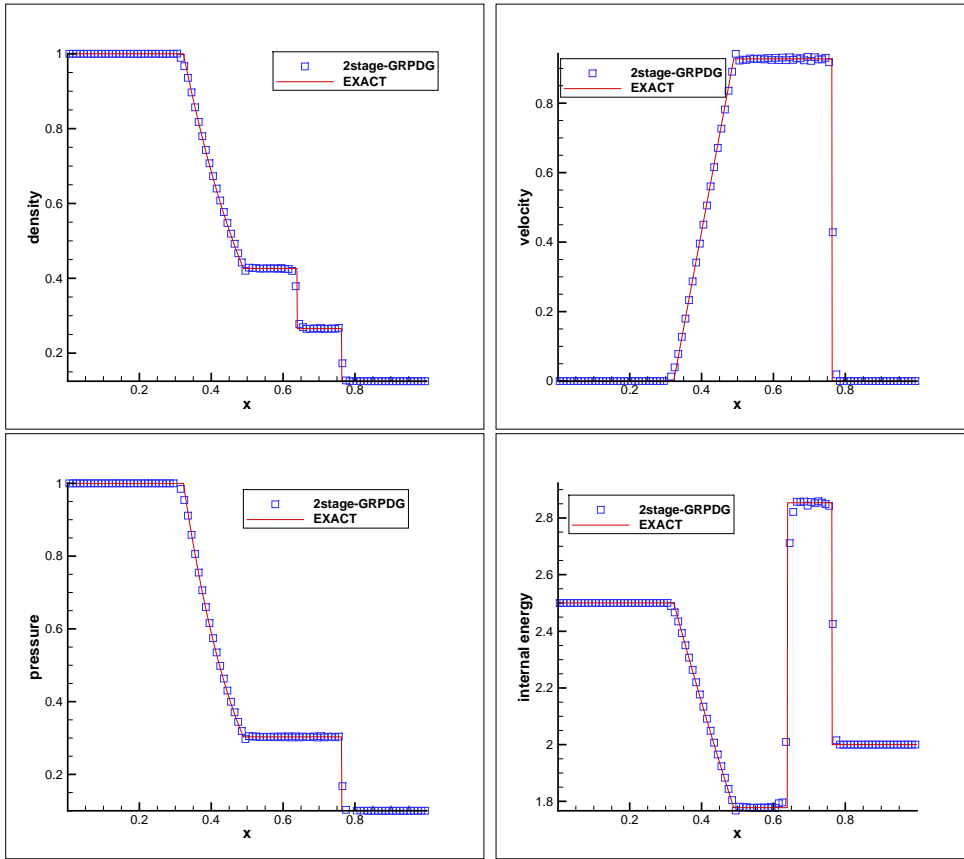 1
0.8
0.6
0.4
0.2
density
2stage-GRPDG
EXACT
0.2 0.4 0.6 0.8
x
0.8
0.6
0.4
0.2
0
velocity
2stage-GRPDG
EXACT
0.2 0.4 0.6 0.8
x
1
0.8
0.6
0.4
0.2
pressure
2stage-GRPDG
EXACT
0.2 0.4 0.6 0.8
x
2.8
2.6
2.4
2.2
2
1.8
internal energy
2stage-GRPDG
EXACT
0.2 0.4 0.6 0.8
x